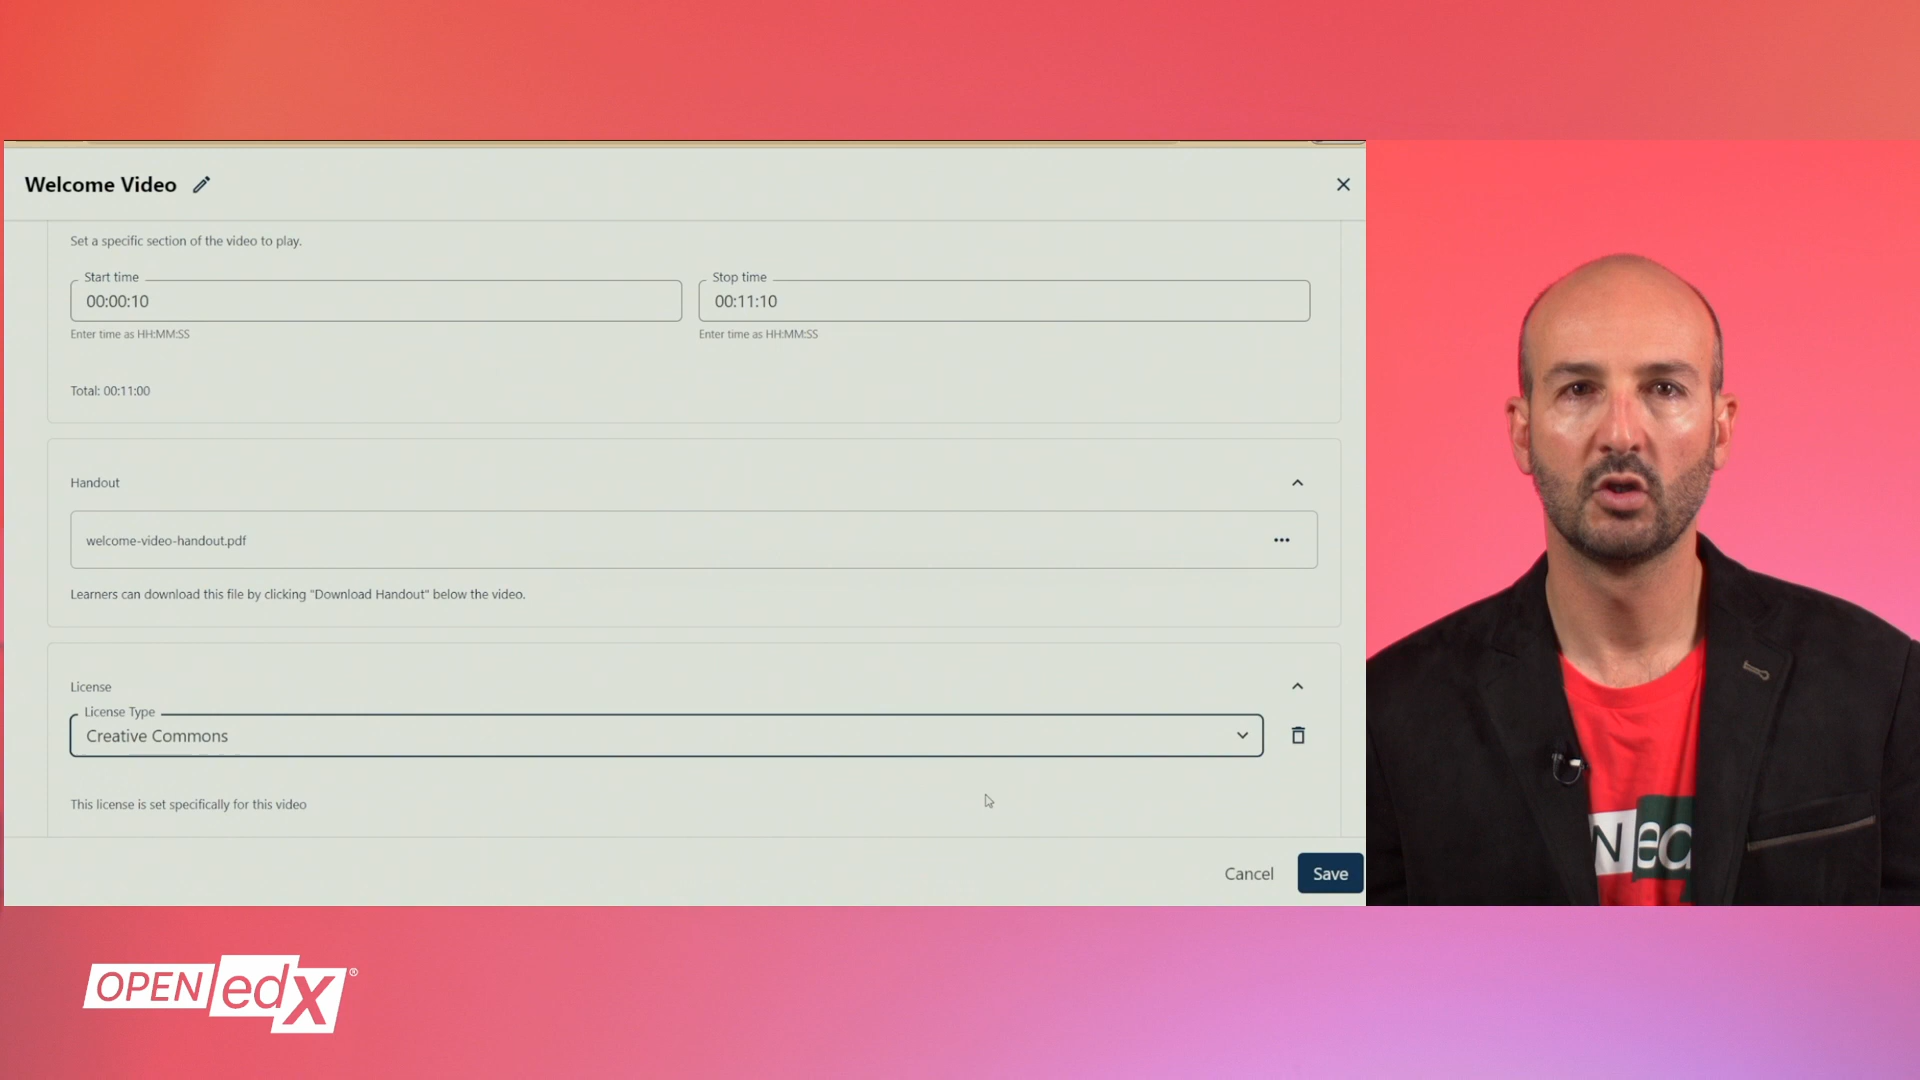 Welcome Video
Set a specific section of the video to play.
Start time
00:00:10
Enter time as HH:MM:SS
Stop time
00:11:10
Enter time as HH:MM:SS
Total: 00:11:00
Handout
welcome-video-handout.pdf
Learners can download this file by clicking "Download Handout" below the video.
License
License Type
Creative Commons
This license is set specifically for this video
Cancel
Save
N ed
OPEN edX®